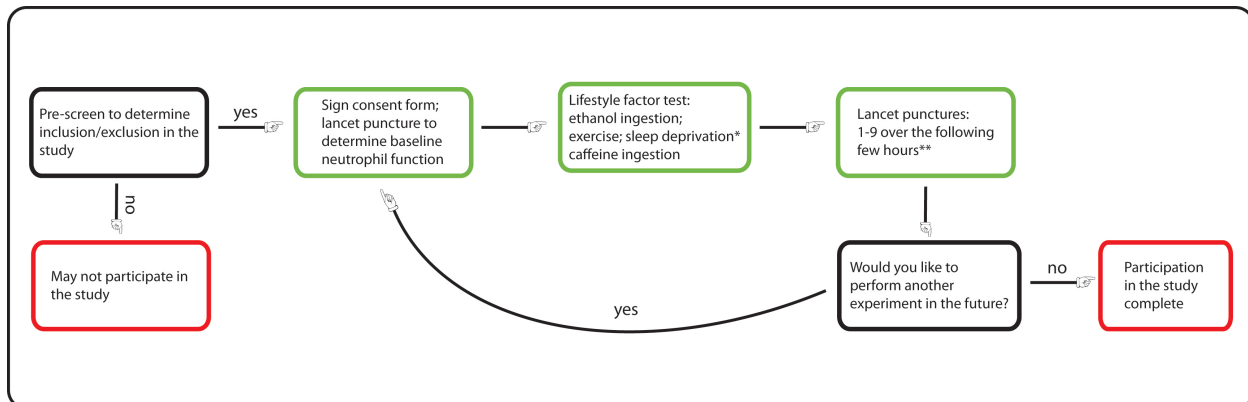 Pre-screen to determine
inclusion/exclusion in the
study
yes
Sign consent form;
lancet puncture to
determine baseline
neutrophil function
Lifestyle factor test:
ethanol ingestion;
exercise; sleep deprivation*
caffeine ingestion
Lancet punctures:
1-9 over the following
few hours**
no
May not participate in
the study
Would you like to
perform another
experiment in the future?
no
Participation
in the study
complete
yes